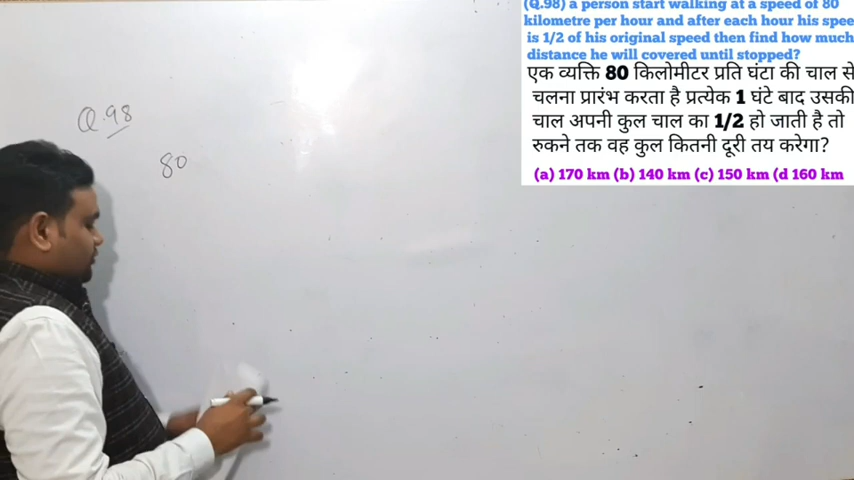 (Q.98) a person start walking at a speed of 80
kilometre per hour and after each hour his spee
is 1/2 of his original speed then find how much
distance he will covered until stopped?
एक व्यक्ति 80 किलोमीटर प्रति घंटा की चाल से
चलना प्रारंभ करता है प्रत्येक 1 घंटे बाद उसकी
चाल अपनी कुल चाल का 1/2 हो जाती है तो
रुकने तक वह कुल कितनी दूरी तय करेगा?
(a) 170 km (b) 140 km (c) 150 km (d 160 km
Q.98
80